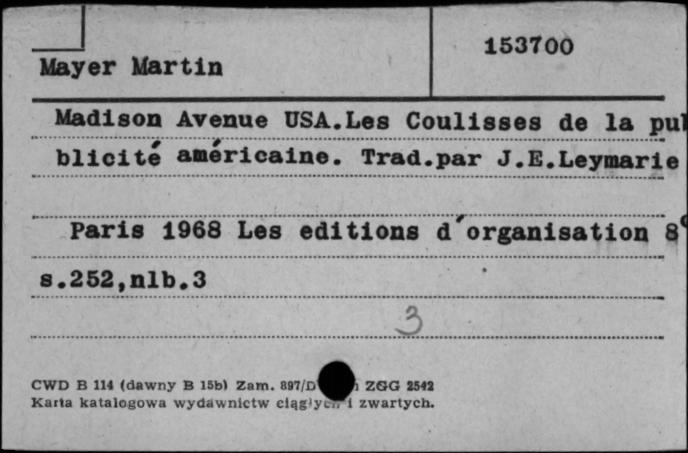 153700
Mayer Martin
Madison Avenue USA.Les Coulisses de la pu
blicité américaine. Trad.par J.E.Leymarie
Paris 1968 Les editions d'organisation 8°
s.252,nlb.3
3
CWD B 114 (dawny B 15b) Zam. 897/D ZGG 2542
Karta katalogowa wydawnictw ciągłych i zwartych.